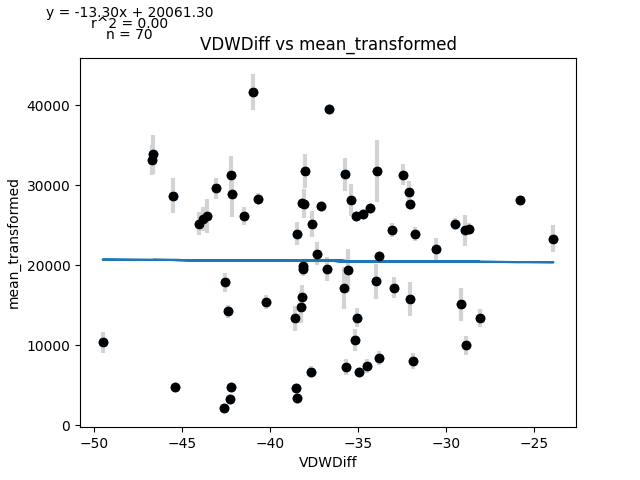 y = -13.30x + 20061.30
r^2 = 0.00
n = 70
VDWDiff vs mean_transformed
mean_transformed
40000
30000
20000
10000
0
−50
−45
−40
−35
−30
−25
VDWDiff